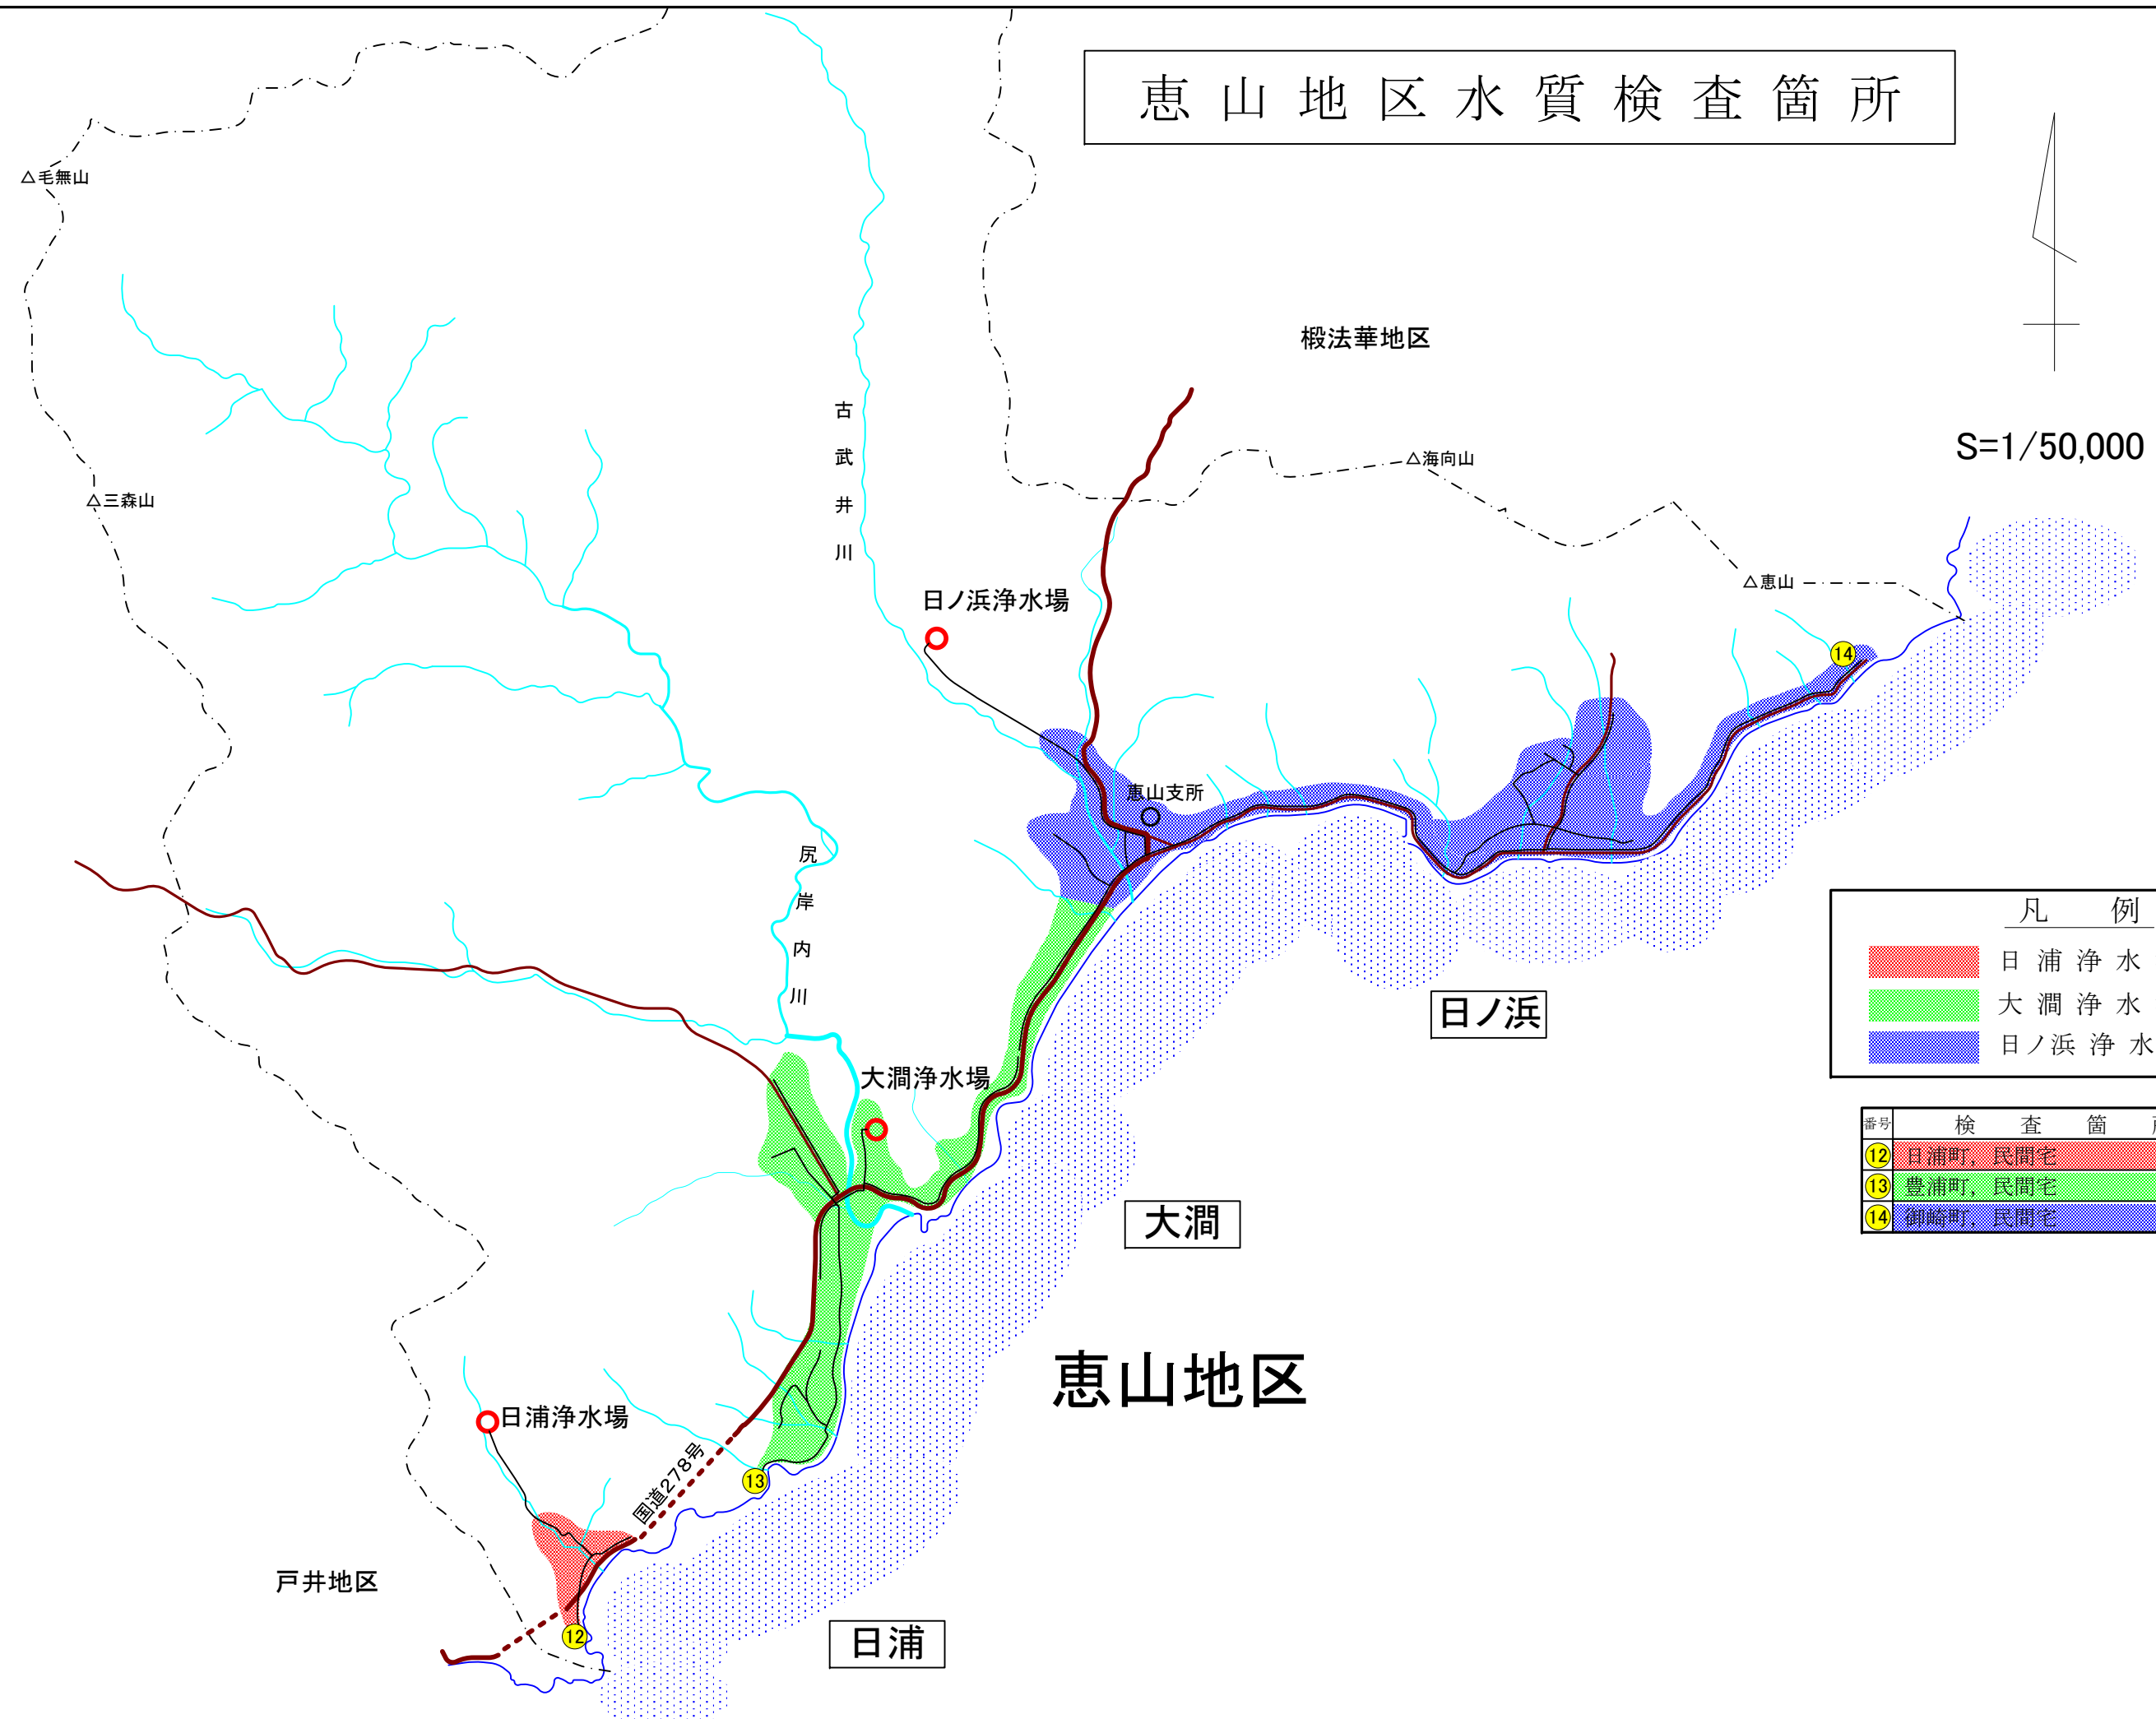 恵山地区水質検査箇所
△毛無山
椴法華地区
S=1/50,000
△海向山
古武井川
△三森山
△恵山
日ノ浜浄水場
14
恵山支所
尻岸内川
凡例
日浦浄水
大澗浄水
日ノ浜浄水
日ノ浜
大澗浄水場
番号 検査箇
12 日浦町，民間宅
13 豊浦町，民間宅
14 御崎町，民間宅
大澗
恵山地区
日浦浄水場
国道278号
13
戸井地区
12
日浦